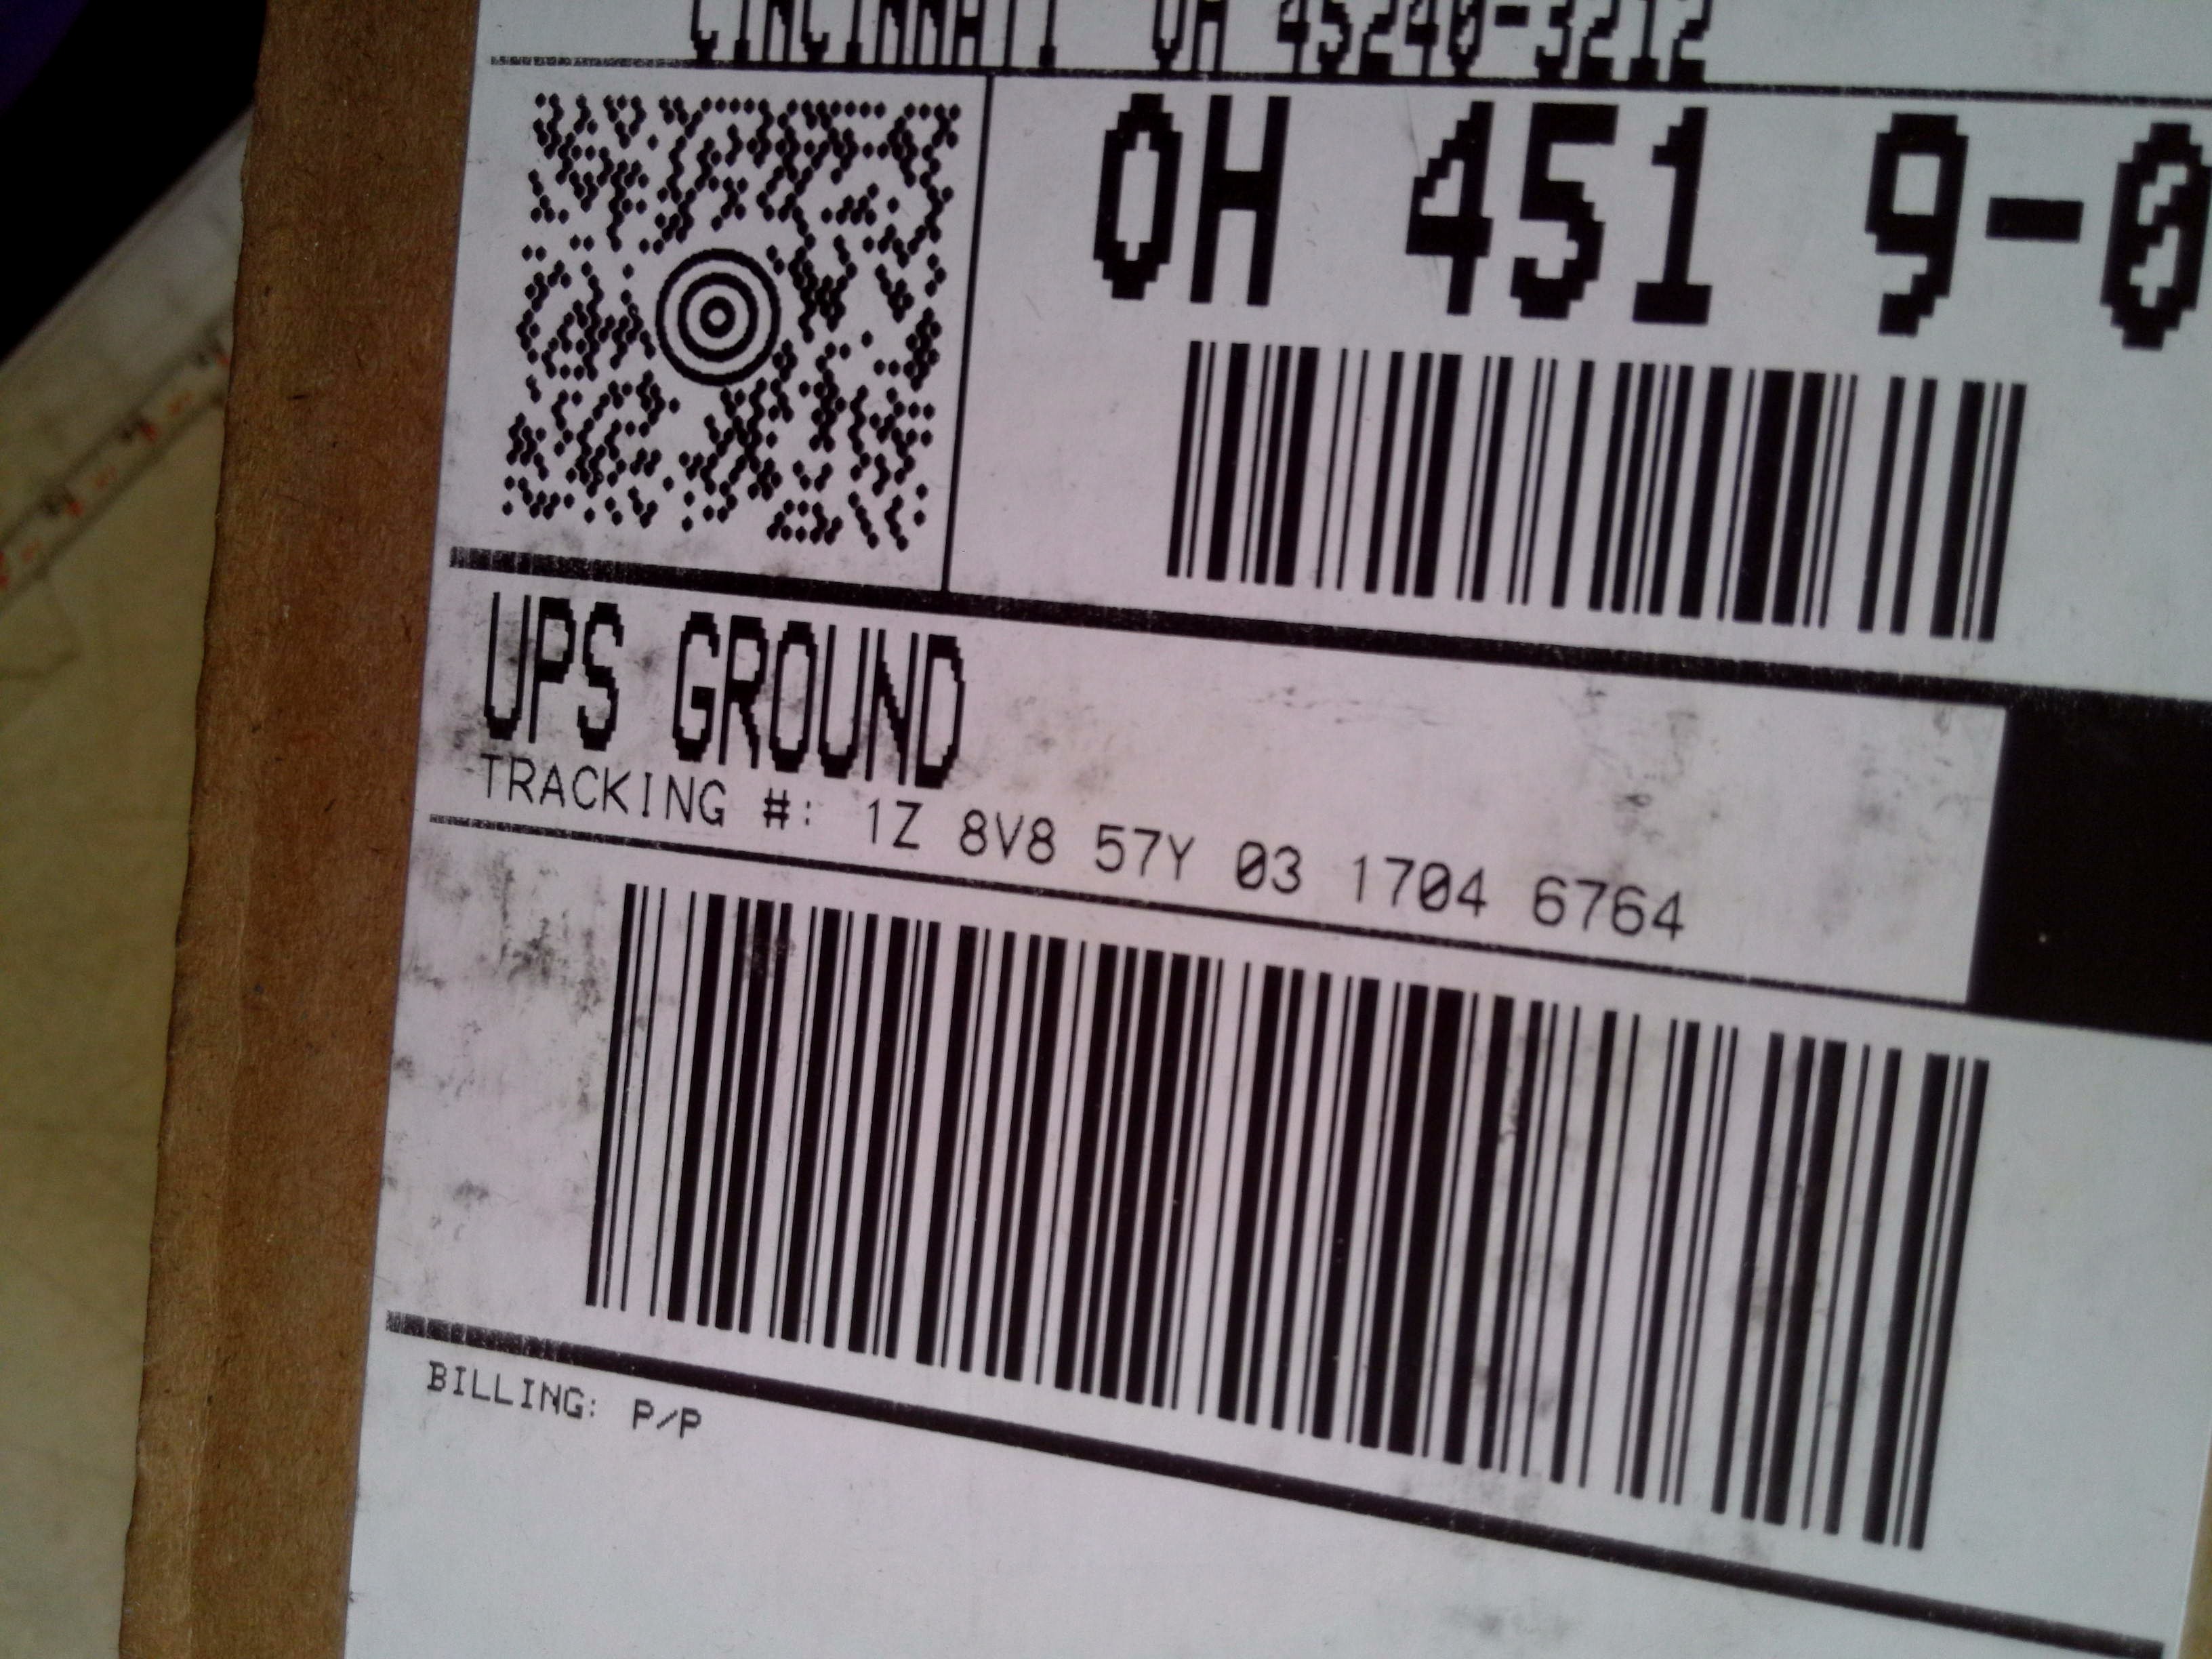 CINCINNATI OH 45240-3212
OH 451 9-0
UPS GROUND
TRACKING #: 1Z 8V8 57Y 03 1704 6764
BILLING: P/P